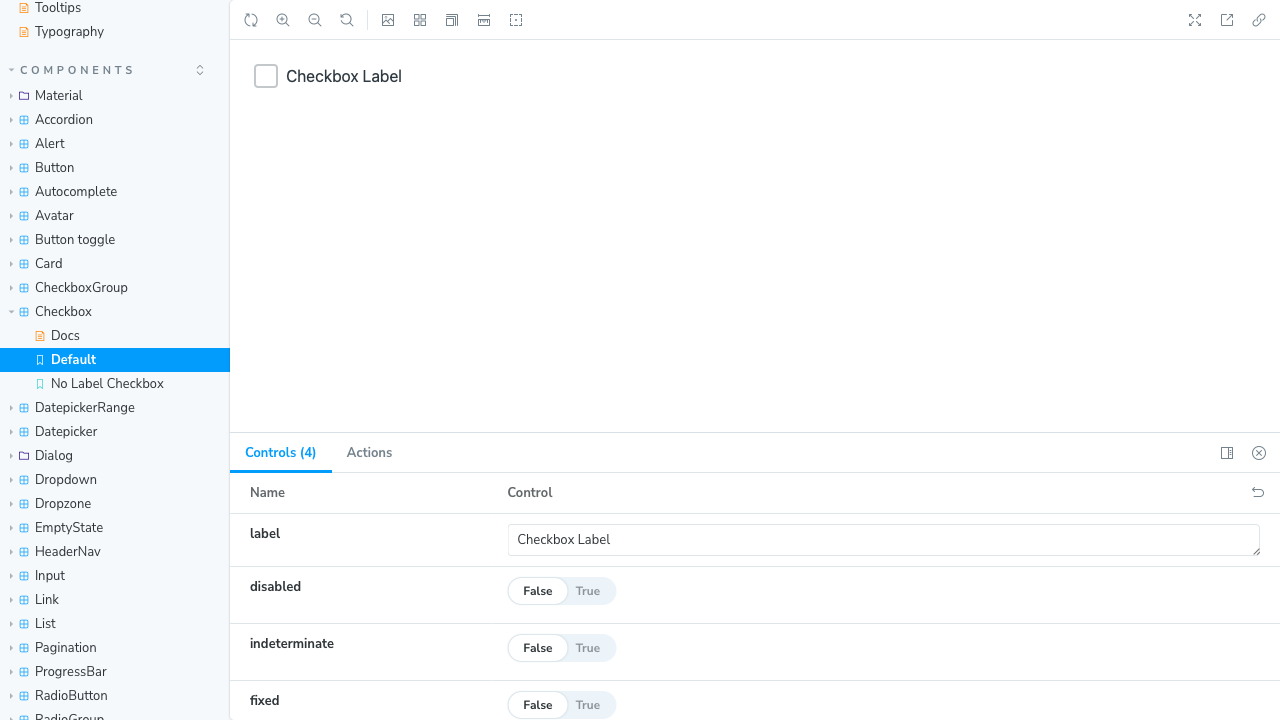 Tooltips
Typography
COMPONENTS
Material
Accordion
Alert
Button
Autocomplete
Avatar
Button toggle
Card
CheckboxGroup
Checkbox
Docs
Default
No Label Checkbox
DatepickerRange
Datepicker
Dialog
Dropdown
Dropzone
EmptyState
HeaderNav
Input
Link
List
Pagination
ProgressBar
RadioButton
RadioGroup
Checkbox Label
Controls (4) Actions
Name Control
label Checkbox Label
disabled False True
indeterminate False True
fixed False True